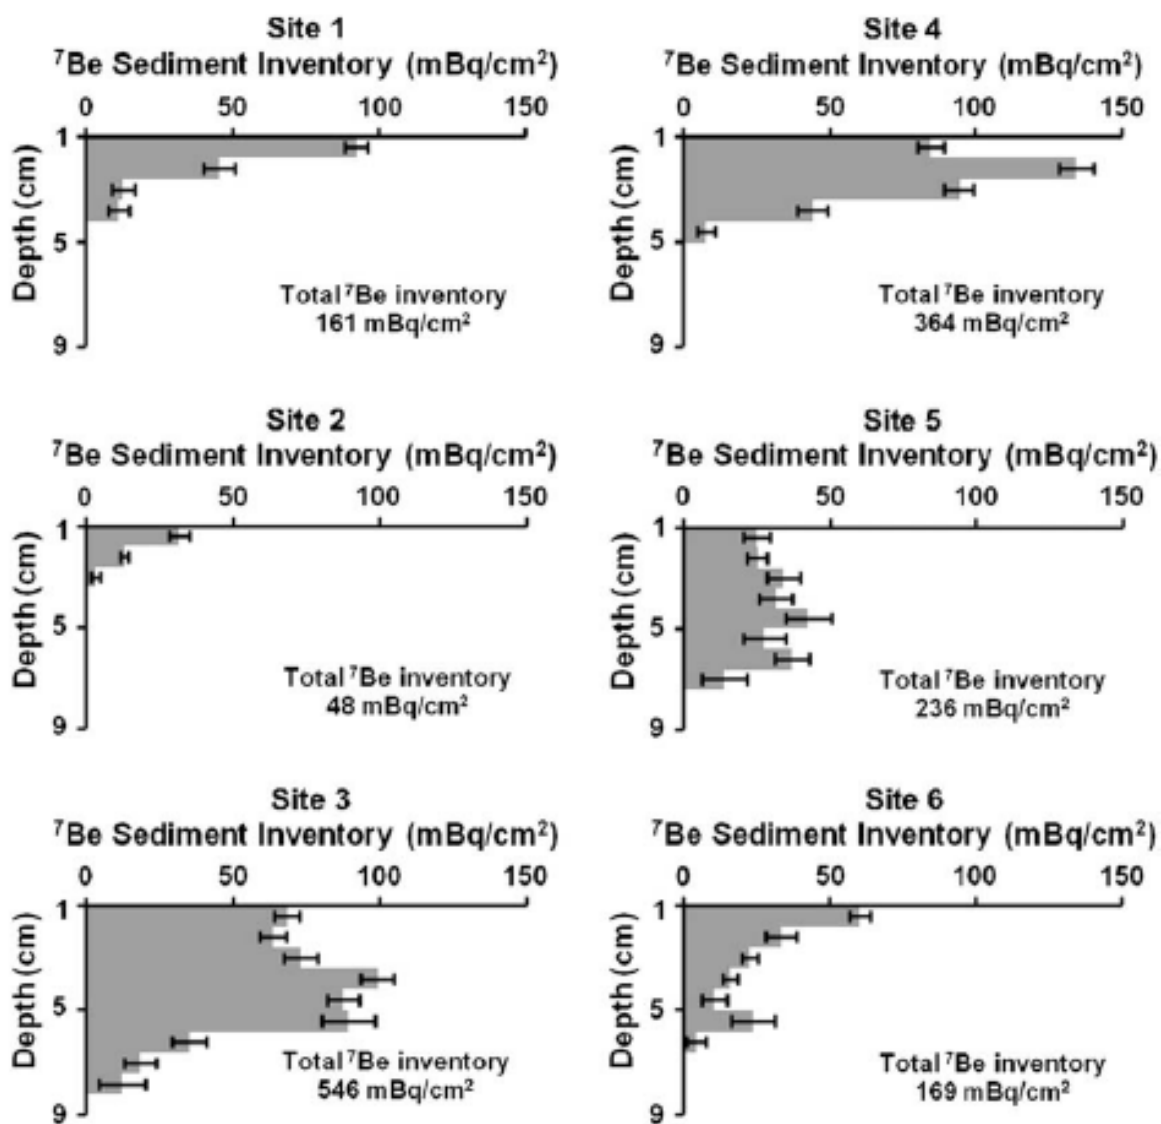 Site 1
⁷Be Sediment Inventory (mBq/cm²)
0 50 100 150
1
5
9
Depth (cm)
Total ⁷Be inventory
161 mBq/cm²
Site 4
⁷Be Sediment Inventory (mBq/cm²)
0 50 100 150
1
5
9
Depth (cm)
Total ⁷Be inventory
364 mBq/cm²
Site 2
⁷Be Sediment Inventory (mBq/cm²)
0 50 100 150
1
5
9
Depth (cm)
Total ⁷Be inventory
48 mBq/cm²
Site 5
⁷Be Sediment Inventory (mBq/cm²)
0 50 100 150
1
5
9
Depth (cm)
Total ⁷Be inventory
236 mBq/cm²
Site 3
⁷Be Sediment Inventory (mBq/cm²)
0 50 100 150
1
5
9
Depth (cm)
Total ⁷Be inventory
546 mBq/cm²
Site 6
⁷Be Sediment Inventory (mBq/cm²)
0 50 100 150
1
5
9
Depth (cm)
Total ⁷Be inventory
169 mBq/cm²